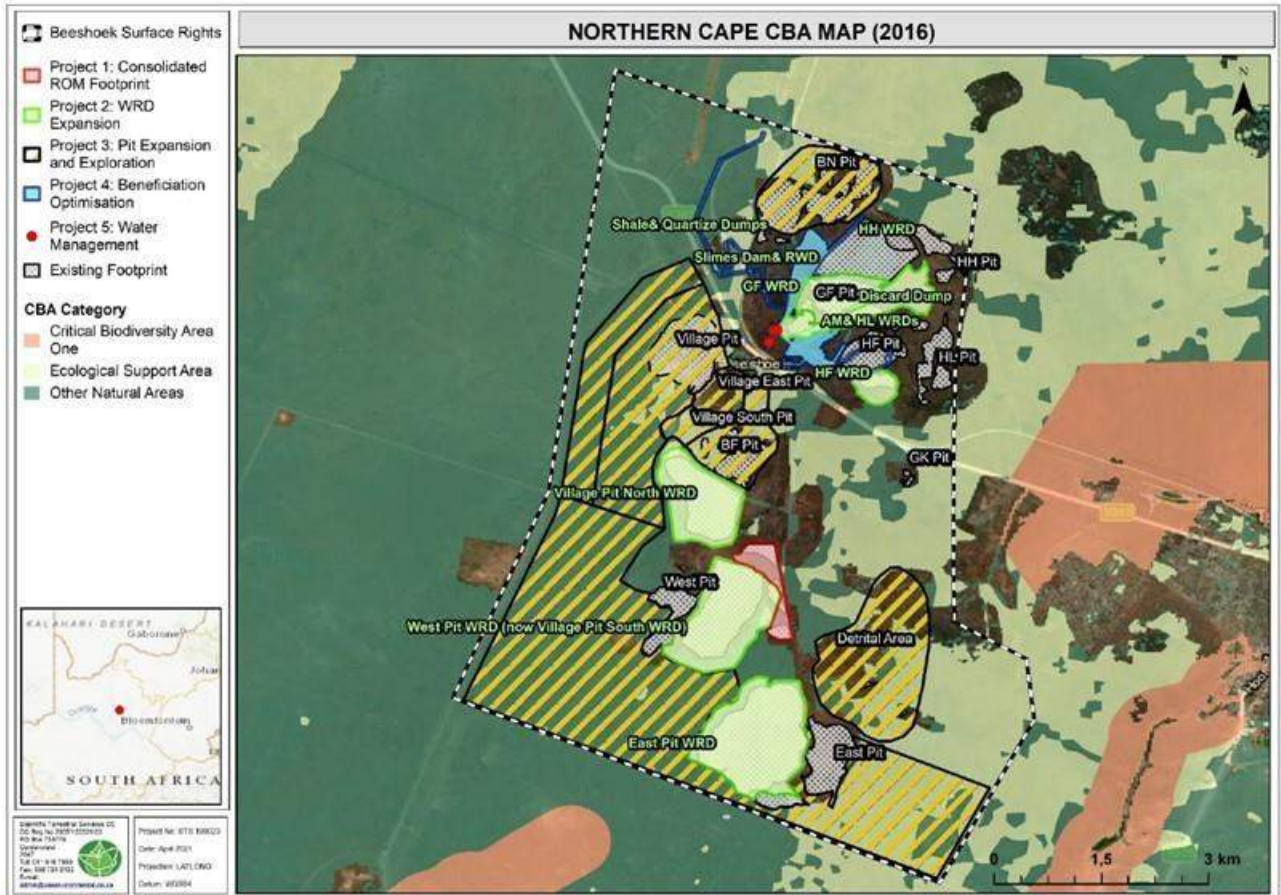 NORTHERN CAPE CBA MAP (2016)
Beeshoek Surface Rights
Project 1: Consolidated
ROM Footprint
Project 2: WRD
Expansion
Project 3: Pit Expansion
and Exploration
Project 4: Beneficiation
Optimisation
Project 5: Water
Management
Existing Footprint
CBA Category
Critical Biodiversity Area
One
Ecological Support Area
Other Natural Areas
N
BN Pit
Shale& Quartize Dumps
HH WRD
Slimes Dam& RWD
HH Pit
GF WRD
GF Pit
Discard Dump
AM& HL WRDs
Village Pit
HF Pit
HL Pit
HF WRD
Village East Pit
Village South Pit
BF Pit
GK Pit
Village Pit North WRD
West Pit
West Pit WRD (now Village Pit South WRD)
Detrital Area
East Pit WRD
East Pit
0 1,5 3 km
KALAHARI DESERT
Gaborone
Johan
Bloemfontein
SOUTH AFRICA
Date: April 2021
Projection: LATLONG
Datum: WGS84